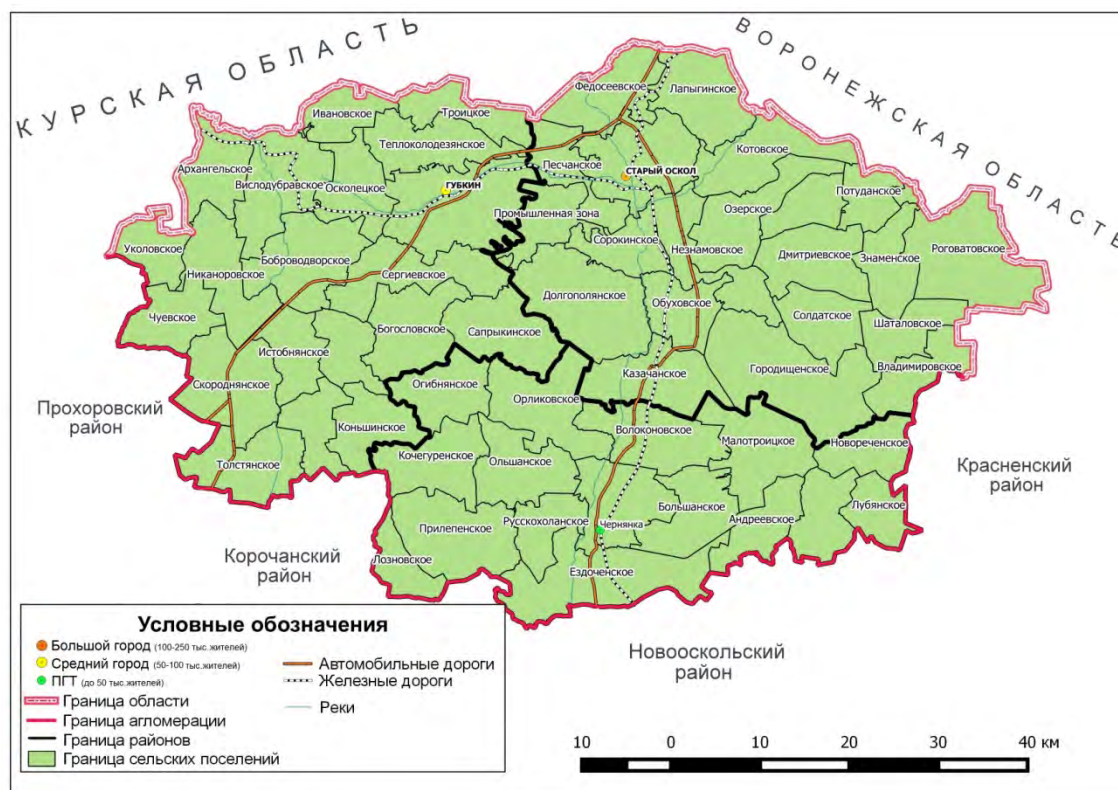 КУРСКАЯ ОБЛАСТЬ
ВОРОНЕЖСКАЯ ОБЛАСТЬ
Федосеевское
Лапыгинское
Ивановское
Троицкое
Теплоколодезянское
Котовское
Архангельское
Вислодубравское
Осколецкое
ГУБКИН
Песчанское
СТАРЫЙ ОСКОЛ
Потуданское
Промышленная зона
Озерское
Уколовское
Боброводворское
Никаноровское
Сергиевское
Сорокинское
Незнамовское
Дмитриевское
Знаменское
Роговатовское
Чуевское
Долгополянское
Обуховское
Солдатское
Шаталовское
Богословское
Сапрыкинское
Истобнянское
Скороднянское
Огибнянское
Казачанское
Городищенское
Владимировское
Прохоровский
район
Орликовское
Коньшинское
Волоконовское
Малотроицкое
Новореченское
Толстянское
Кочегуренское
Ольшанское
Красненский
район
Прилепенское
Русскохоланское
Чернянка
Большанское
Андреевское
Лубянское
Корочанский
район
Лозновское
Ездоченское
Новооскольский
район
Условные обозначения
Большой город (100-250 тыс.жителей)
Средний город (50-100 тыс.жителей)
ПГТ (до 50 тыс.жителей)
Граница области
Граница агломерации
Граница районов
Граница сельских поселений
Автомобильные дороги
Железные дороги
Реки
10 0 10 20 30 40 км